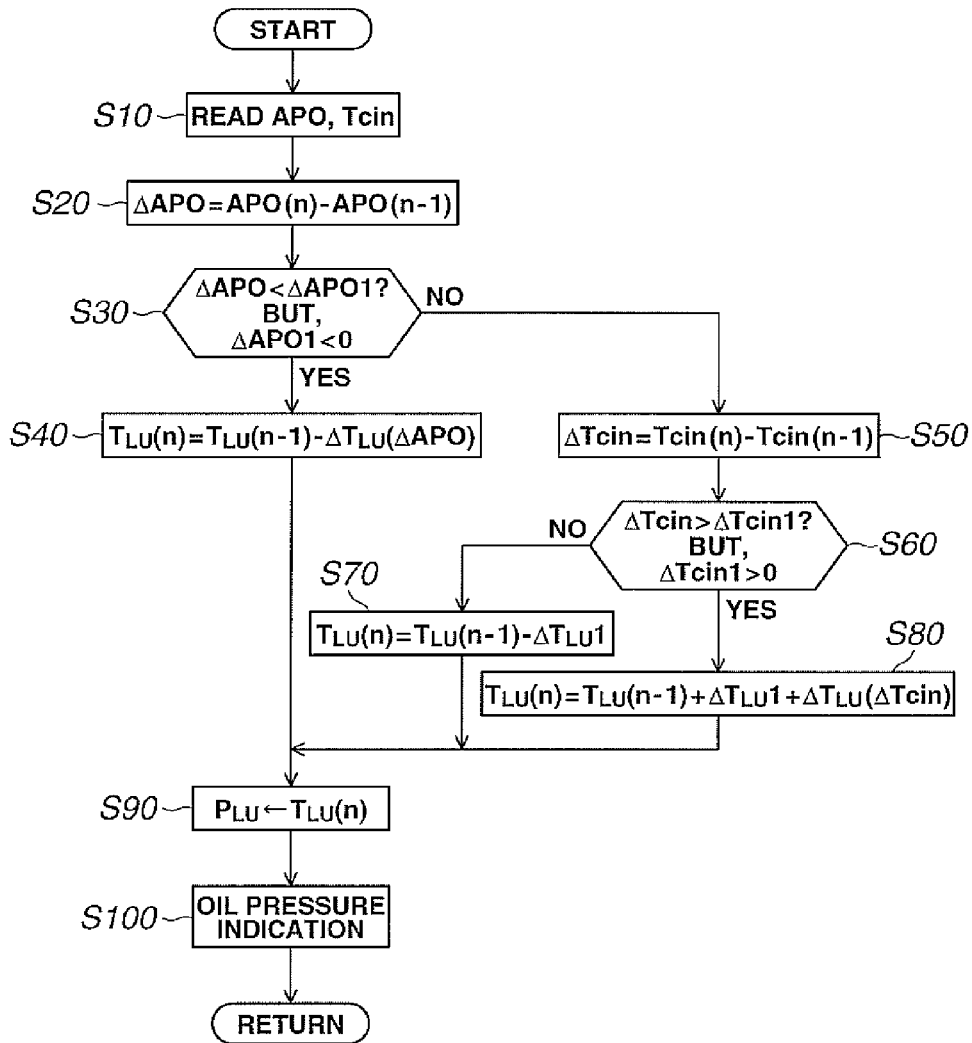 START
S10
READ APO, Tcin
S20
ΔAPO=APO(n)-APO(n-1)
S30
ΔAPO<ΔAPO1?
BUT,
ΔAPO1<0
NO
YES
S40
TLU(n)=TLU(n-1)-ΔTLU(ΔAPO)
ΔTcin=Tcin(n)-Tcin(n-1)
S50
NO
ΔTcin>ΔTcin1?
BUT,
ΔTcin1>0
S60
YES
S70
TLU(n)=TLU(n-1)-ΔTLU1
S80
TLU(n)=TLU(n-1)+ΔTLU1+ΔTLU(ΔTcin)
S90
PLU←TLU(n)
S100
OIL PRESSURE
INDICATION
RETURN